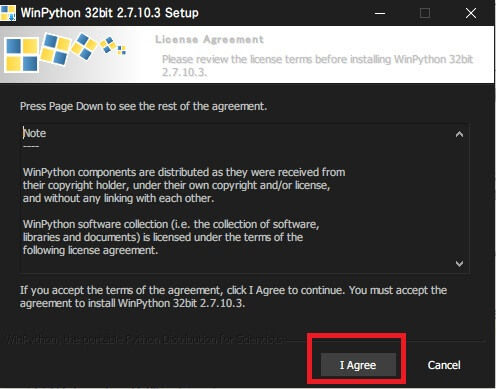 WinPython 32bit 2.7.10.3 Setup
License Agreement
Please review the license terms before installing WinPython 32bit
2.7.10.3.
Press Page Down to see the rest of the agreement.
Note
----
WinPython components are distributed as they were received from
their copyright holder, under their own copyright and/or license,
and without any linking with each other.
WinPython software collection (i.e. the collection of software,
libraries and documents) is licensed under the terms of the
following license agreement.
If you accept the terms of the agreement, click I Agree to continue. You must accept the
agreement to install WinPython 32bit 2.7.10.3.
WinPython, the portable Python Distribution for Scientists
I Agree
Cancel